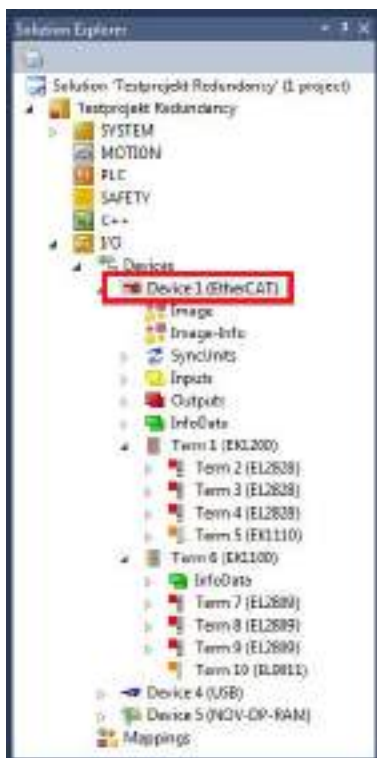 Solution Explorer
Solution 'Testprojekt Redundancy' (1 project)
Testprojekt Redundancy
SYSTEM
MOTION
PLC
SAFETY
C++
I/O
Devices
Device 1 (EtherCAT)
Image
Image-Info
SyncUnits
Inputs
Outputs
InfoData
Term 1 (EK1200)
Term 2 (EL2828)
Term 3 (EL2828)
Term 4 (EL2828)
Term 5 (EK1110)
Term 6 (EK1100)
InfoData
Term 7 (EL2889)
Term 8 (EL2889)
Term 9 (EL2889)
Term 10 (EL9011)
Device 4 (USB)
Device 5 (NOV-DP-RAM)
Mappings